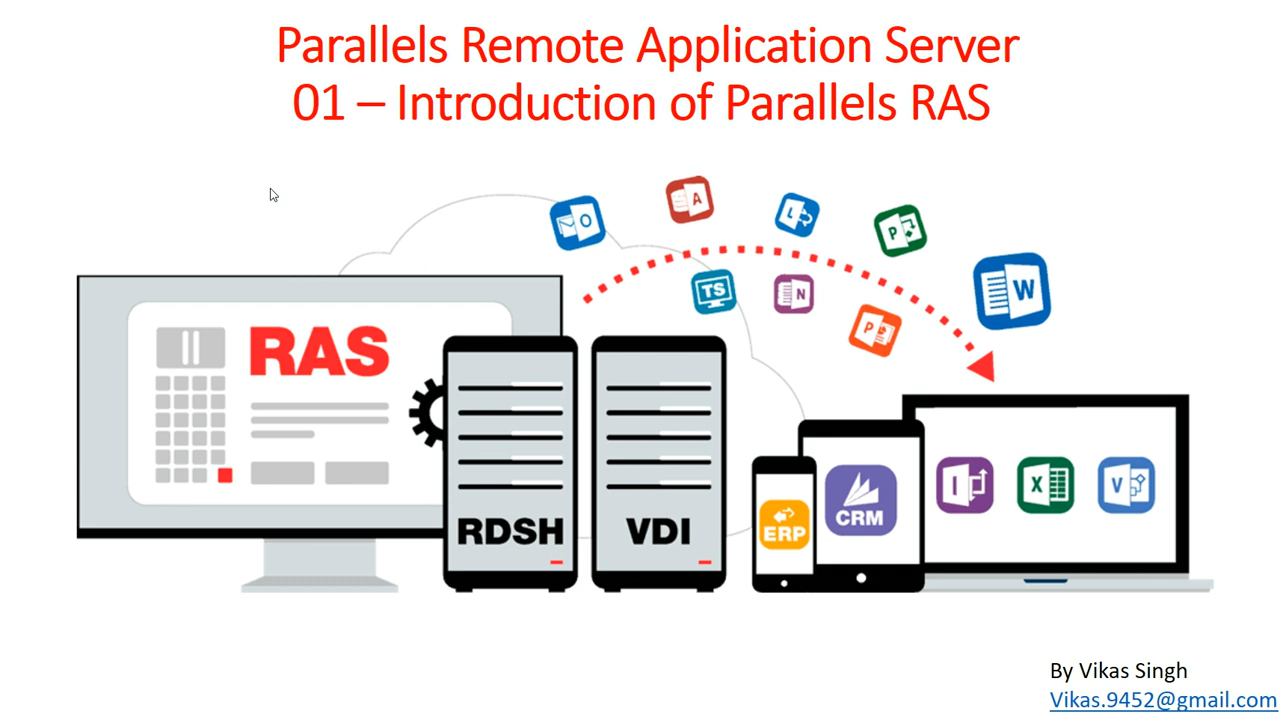 Parallels Remote Application Server
01 – Introduction of Parallels RAS
O
A
L
P
W
TS
N
P
RAS
RDSH
VDI
ERP
CRM
I
X
V
By Vikas Singh
Vikas.9452@gmail.com